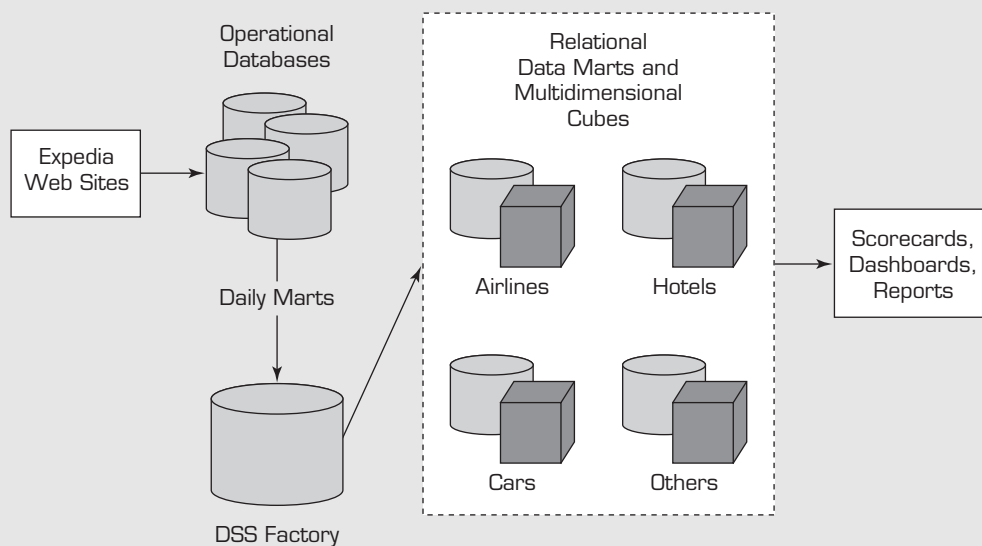 Operational
Databases
Expedia
Web Sites
Daily Marts
DSS Factory
Relational
Data Marts and
Multidimensional
Cubes
Airlines
Hotels
Cars
Others
Scorecards,
Dashboards,
Reports